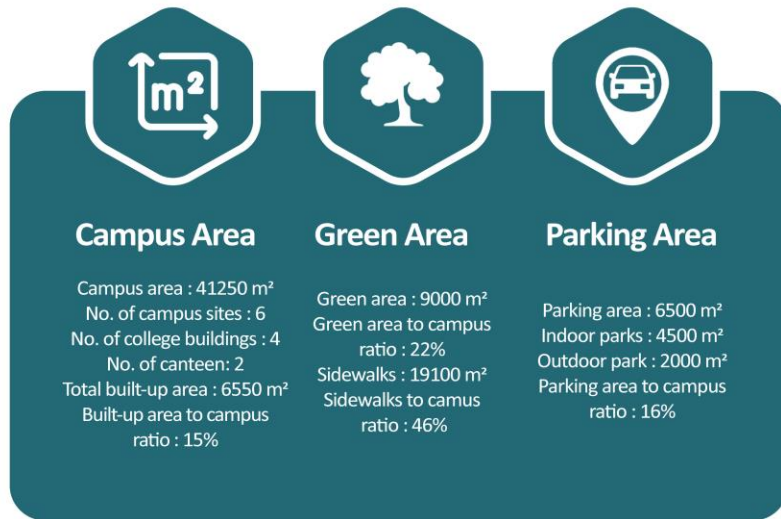 m²
Campus Area
Campus area : 41250 m²
No. of campus sites : 6
No. of college buildings : 4
No. of canteen: 2
Total built-up area : 6550 m²
Built-up area to campus
ratio : 15%
Green Area
Green area : 9000 m²
Green area to campus
ratio : 22%
Sidewalks : 19100 m²
Sidewalks to camus
ratio : 46%
Parking Area
Parking area : 6500 m²
Indoor parks : 4500 m²
Outdoor park : 2000 m²
Parking area to campus
ratio : 16%